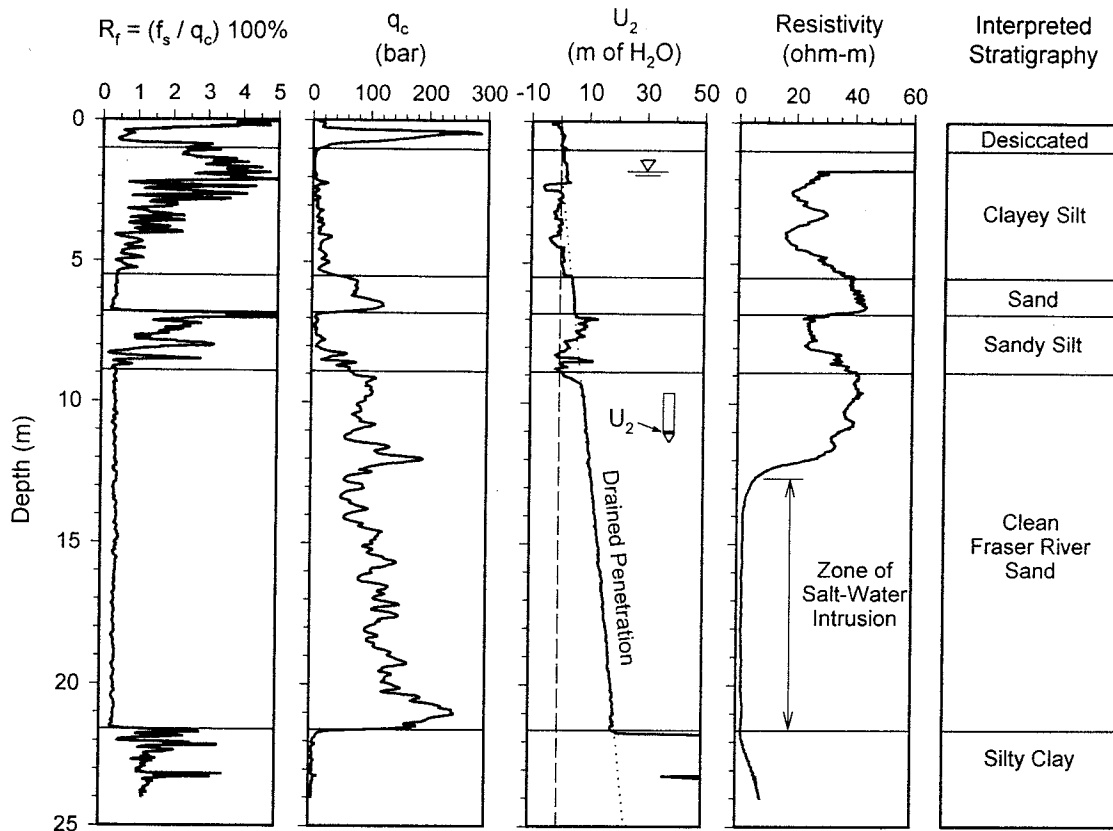 R_f = (f_s / q_c) 100%
q_c
(bar)
U_2
(m of H_2O)
Resistivity
(ohm-m)
Interpreted
Stratigraphy
0 1 2 3 4 5
0 100 200 300
-10 10 30 50
0 20 40 60
0
5
10
15
20
25
Depth (m)
U_2
Drained Penetration
Zone of
Salt-Water
Intrusion
Desiccated
Clayey Silt
Sand
Sandy Silt
Clean
Fraser River
Sand
Silty Clay